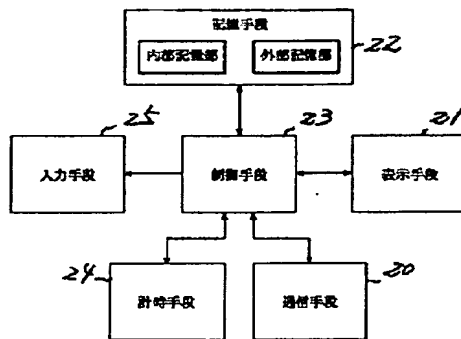 記憶手段
22
内部記憶部 外部記憶部
25
23
21
入力手段
制御手段
表示手段
24
20
計時手段
通信手段